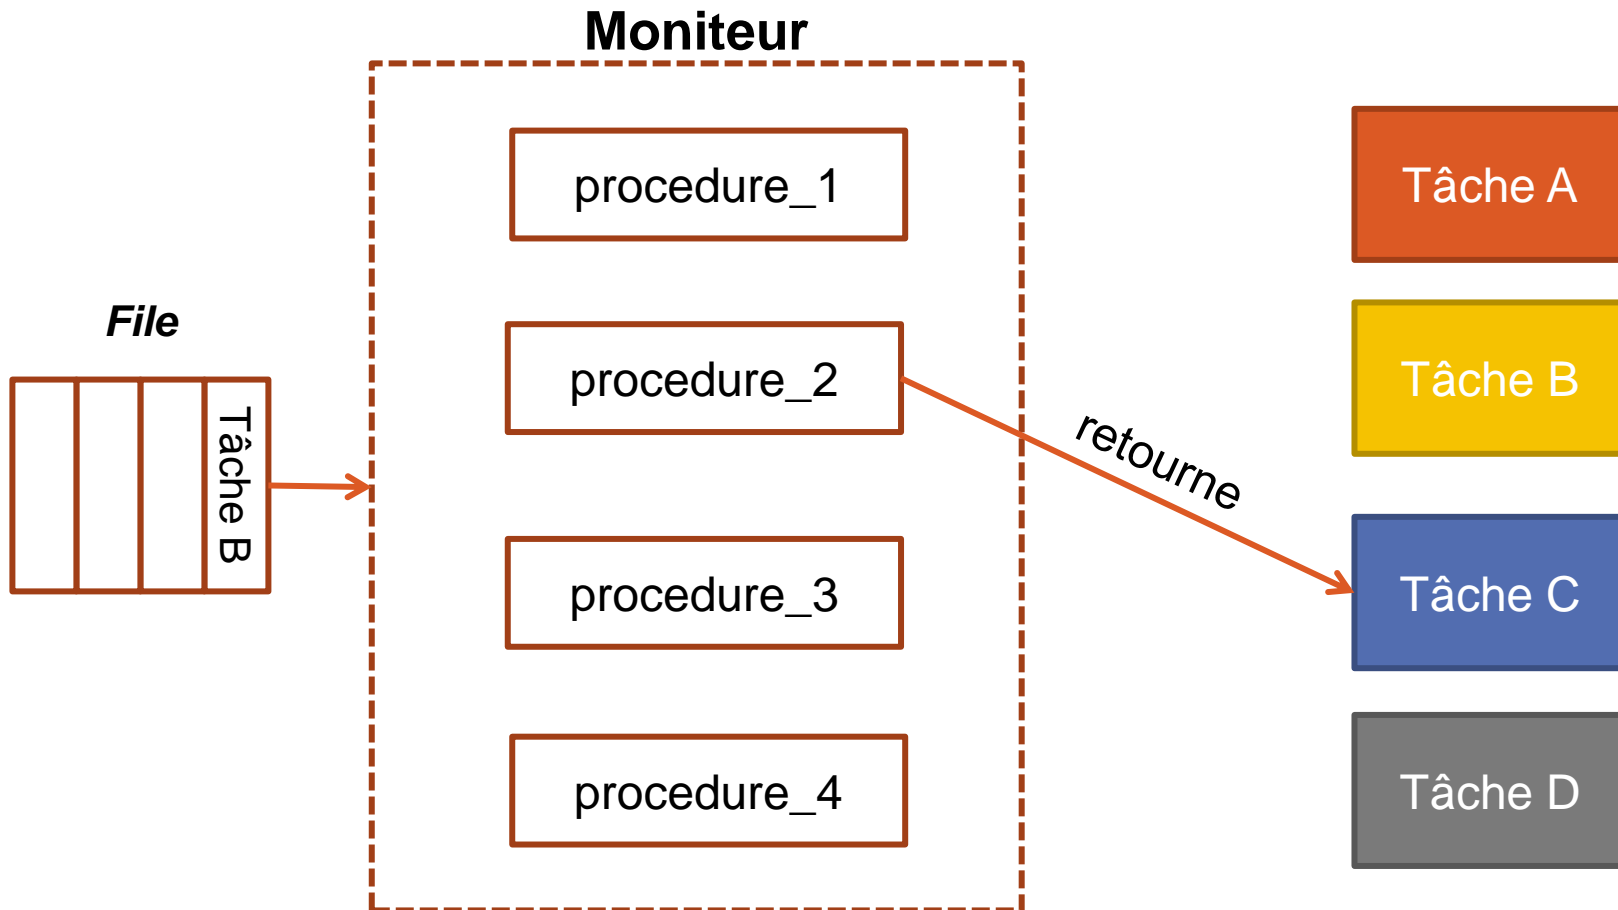 Moniteur
procedure_1
Tâche A
File
procedure_2
Tâche B
Tâche B
retourne
procedure_3
Tâche C
procedure_4
Tâche D